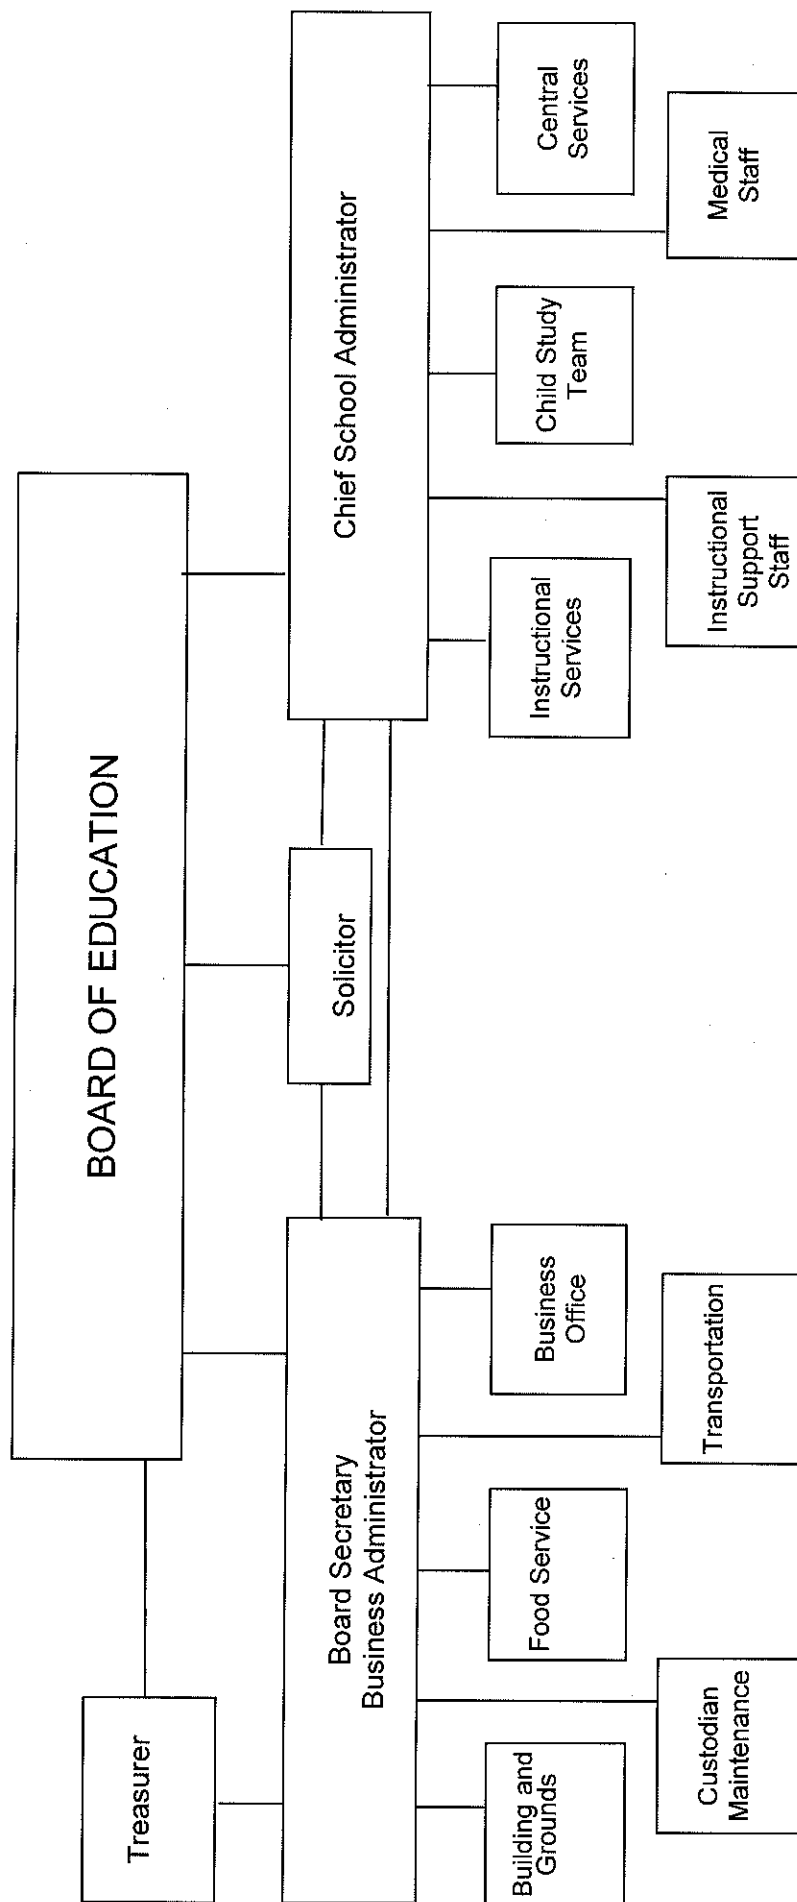 BOARD OF EDUCATION
Treasurer
Board Secretary
Business Administrator
Solicitor
Chief School Administrator
Building and
Grounds
Food Service
Business
Office
Instructional
Services
Child Study
Team
Central
Services
Custodian
Maintenance
Transportation
Instructional
Support
Staff
Medical
Staff